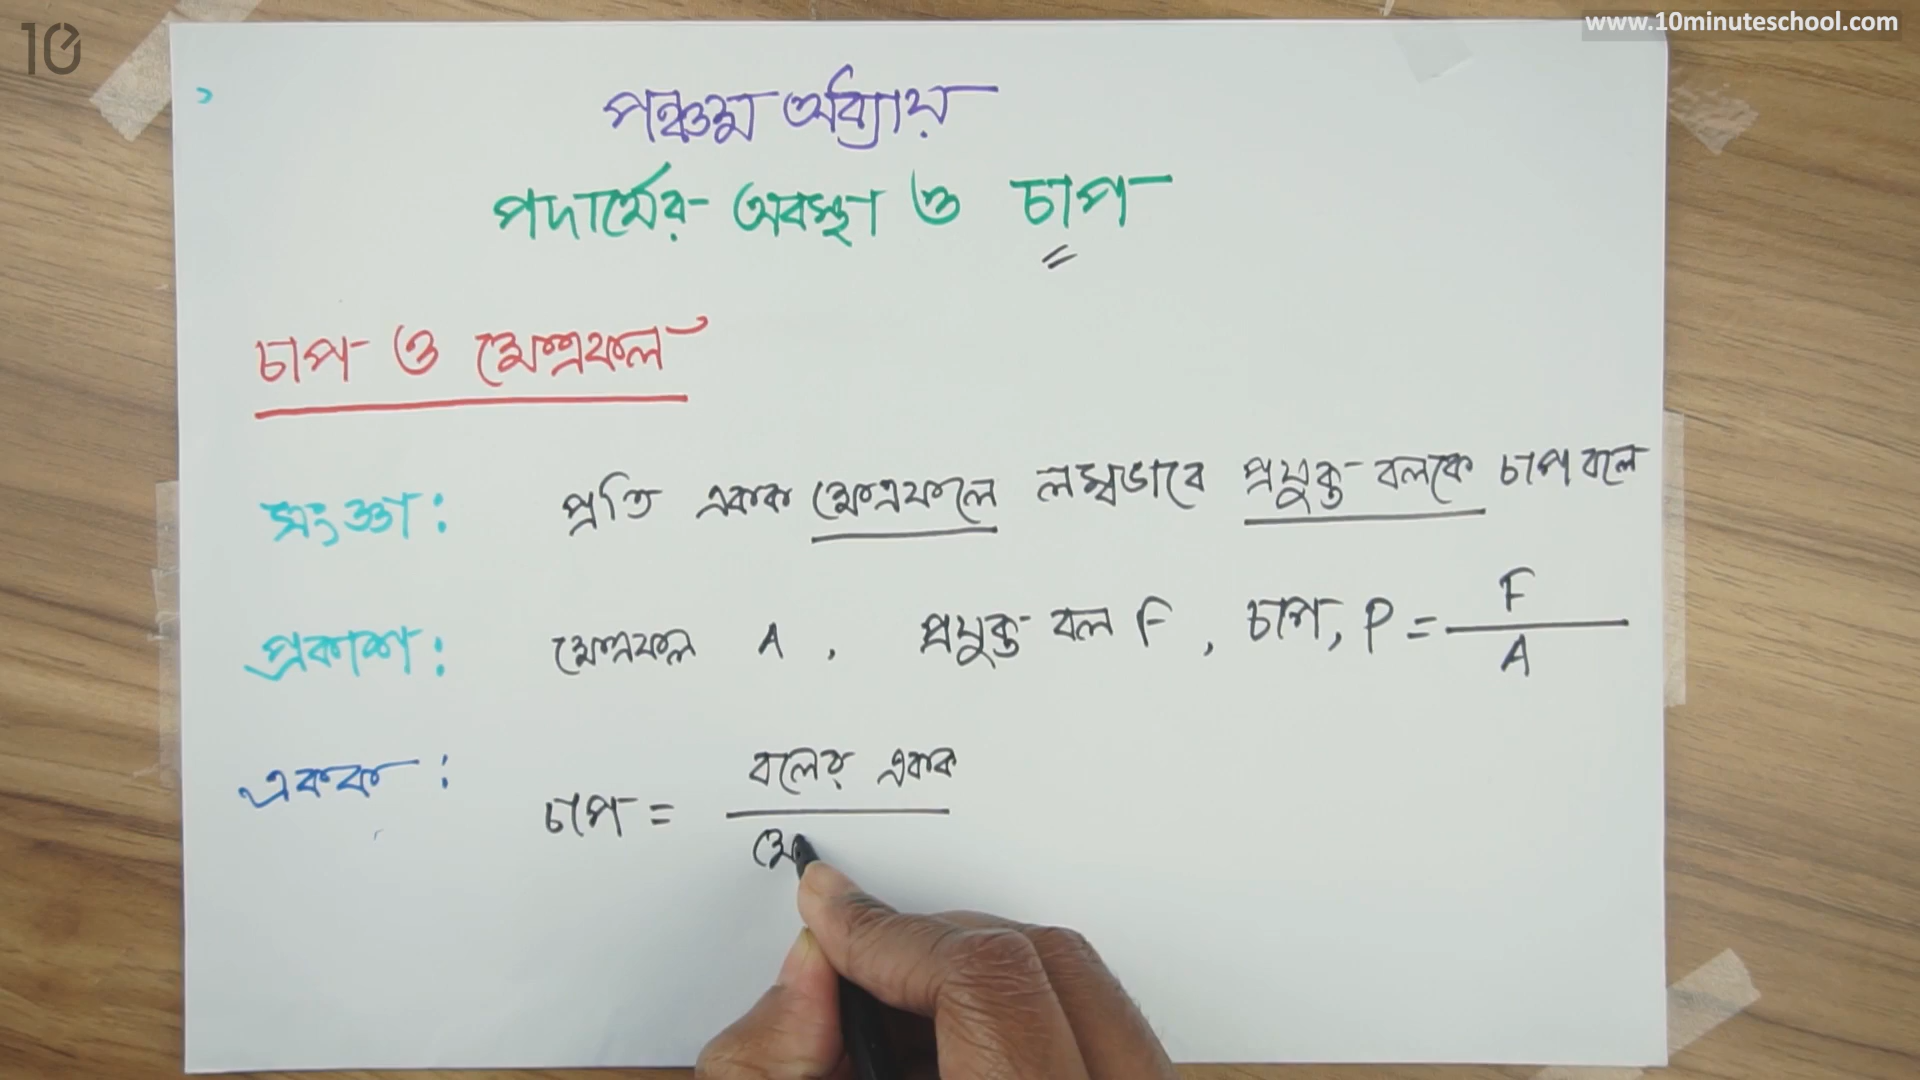 10
www.10minuteschool.com
পঞ্চম অধ্যায়
পদার্থের অবস্থা ও চাপ
চাপ ও ক্ষেত্রফল
সংজ্ঞা : প্রতি একক ক্ষেত্রফলে লম্বভাবে প্রযুক্ত বলকে চাপ বলে
প্রকাশ : ক্ষেত্রফল A , প্রযুক্ত বল F , চাপ, P = F / A
একক : চাপ = বলের একক
ক্ষে